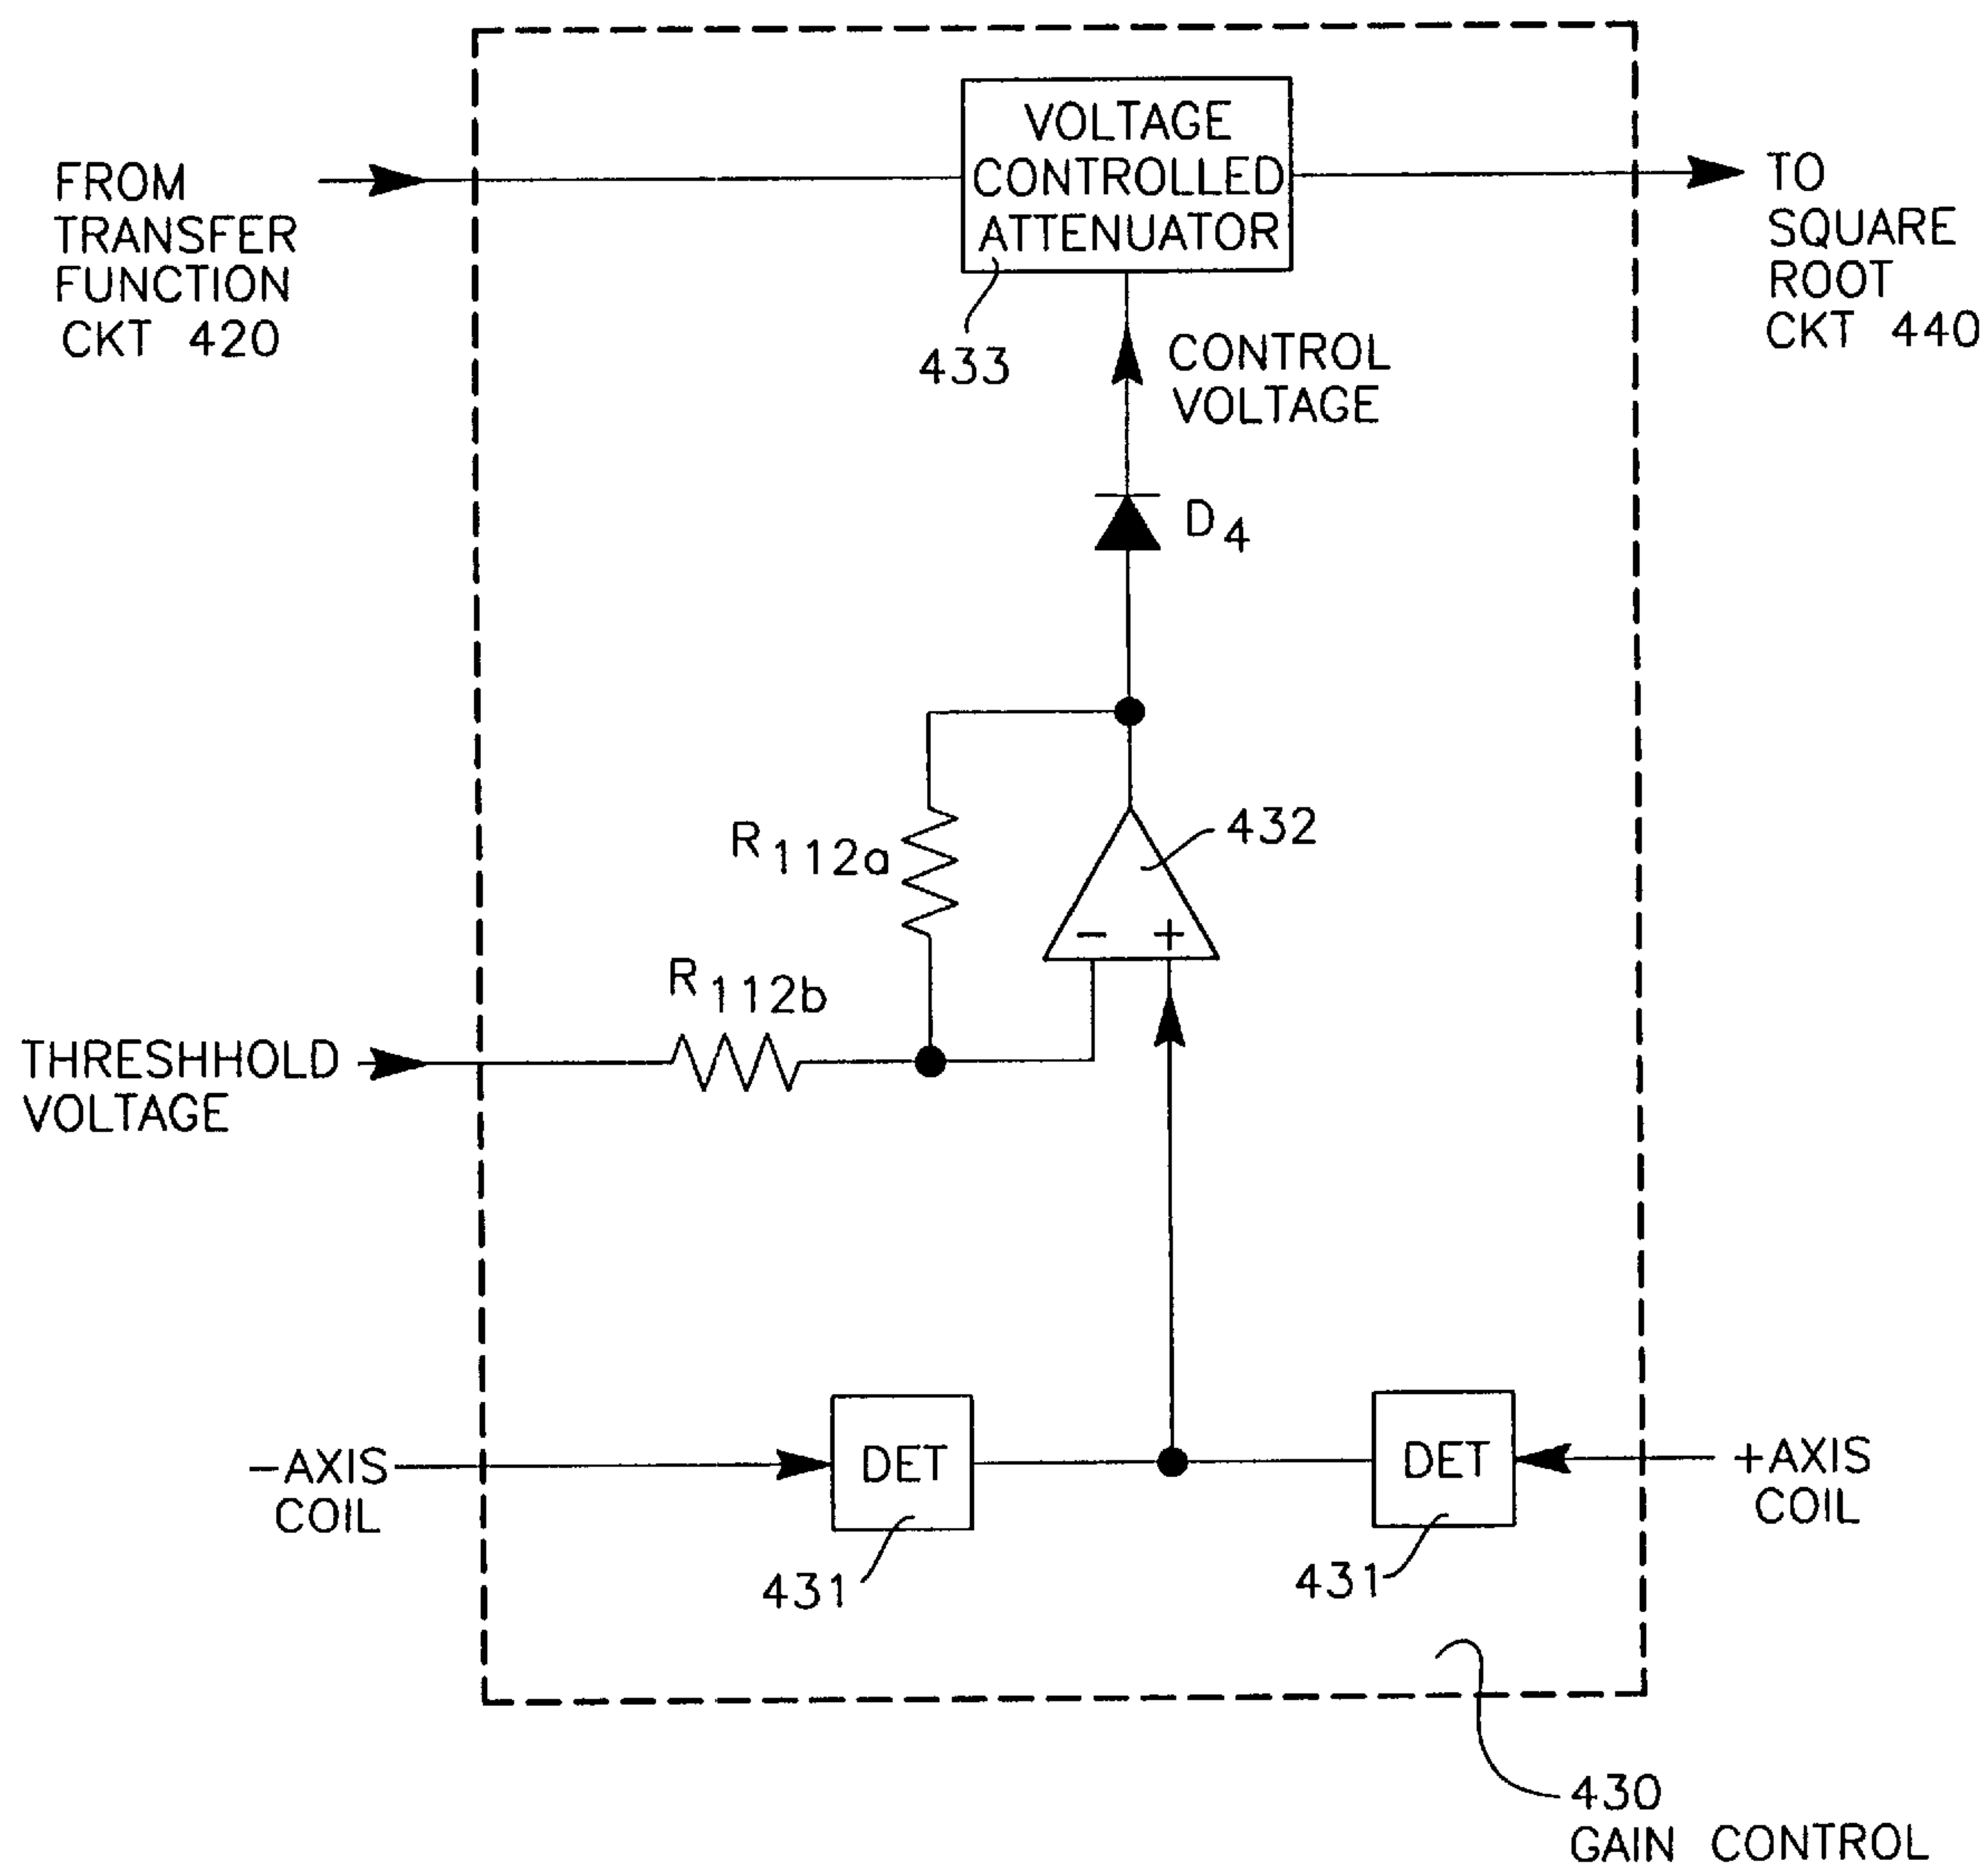 VOLTAGE
CONTROLLED
ATTENUATOR
FROM
TRANSFER
FUNCTION
CKT 420
TO
SQUARE
ROOT
CKT 440
433
CONTROL
VOLTAGE
D4
R112a
432
R112b
- +
THRESHHOLD
VOLTAGE
-AXIS
COIL
DET
DET
+AXIS
COIL
431
431
430
GAIN CONTROL